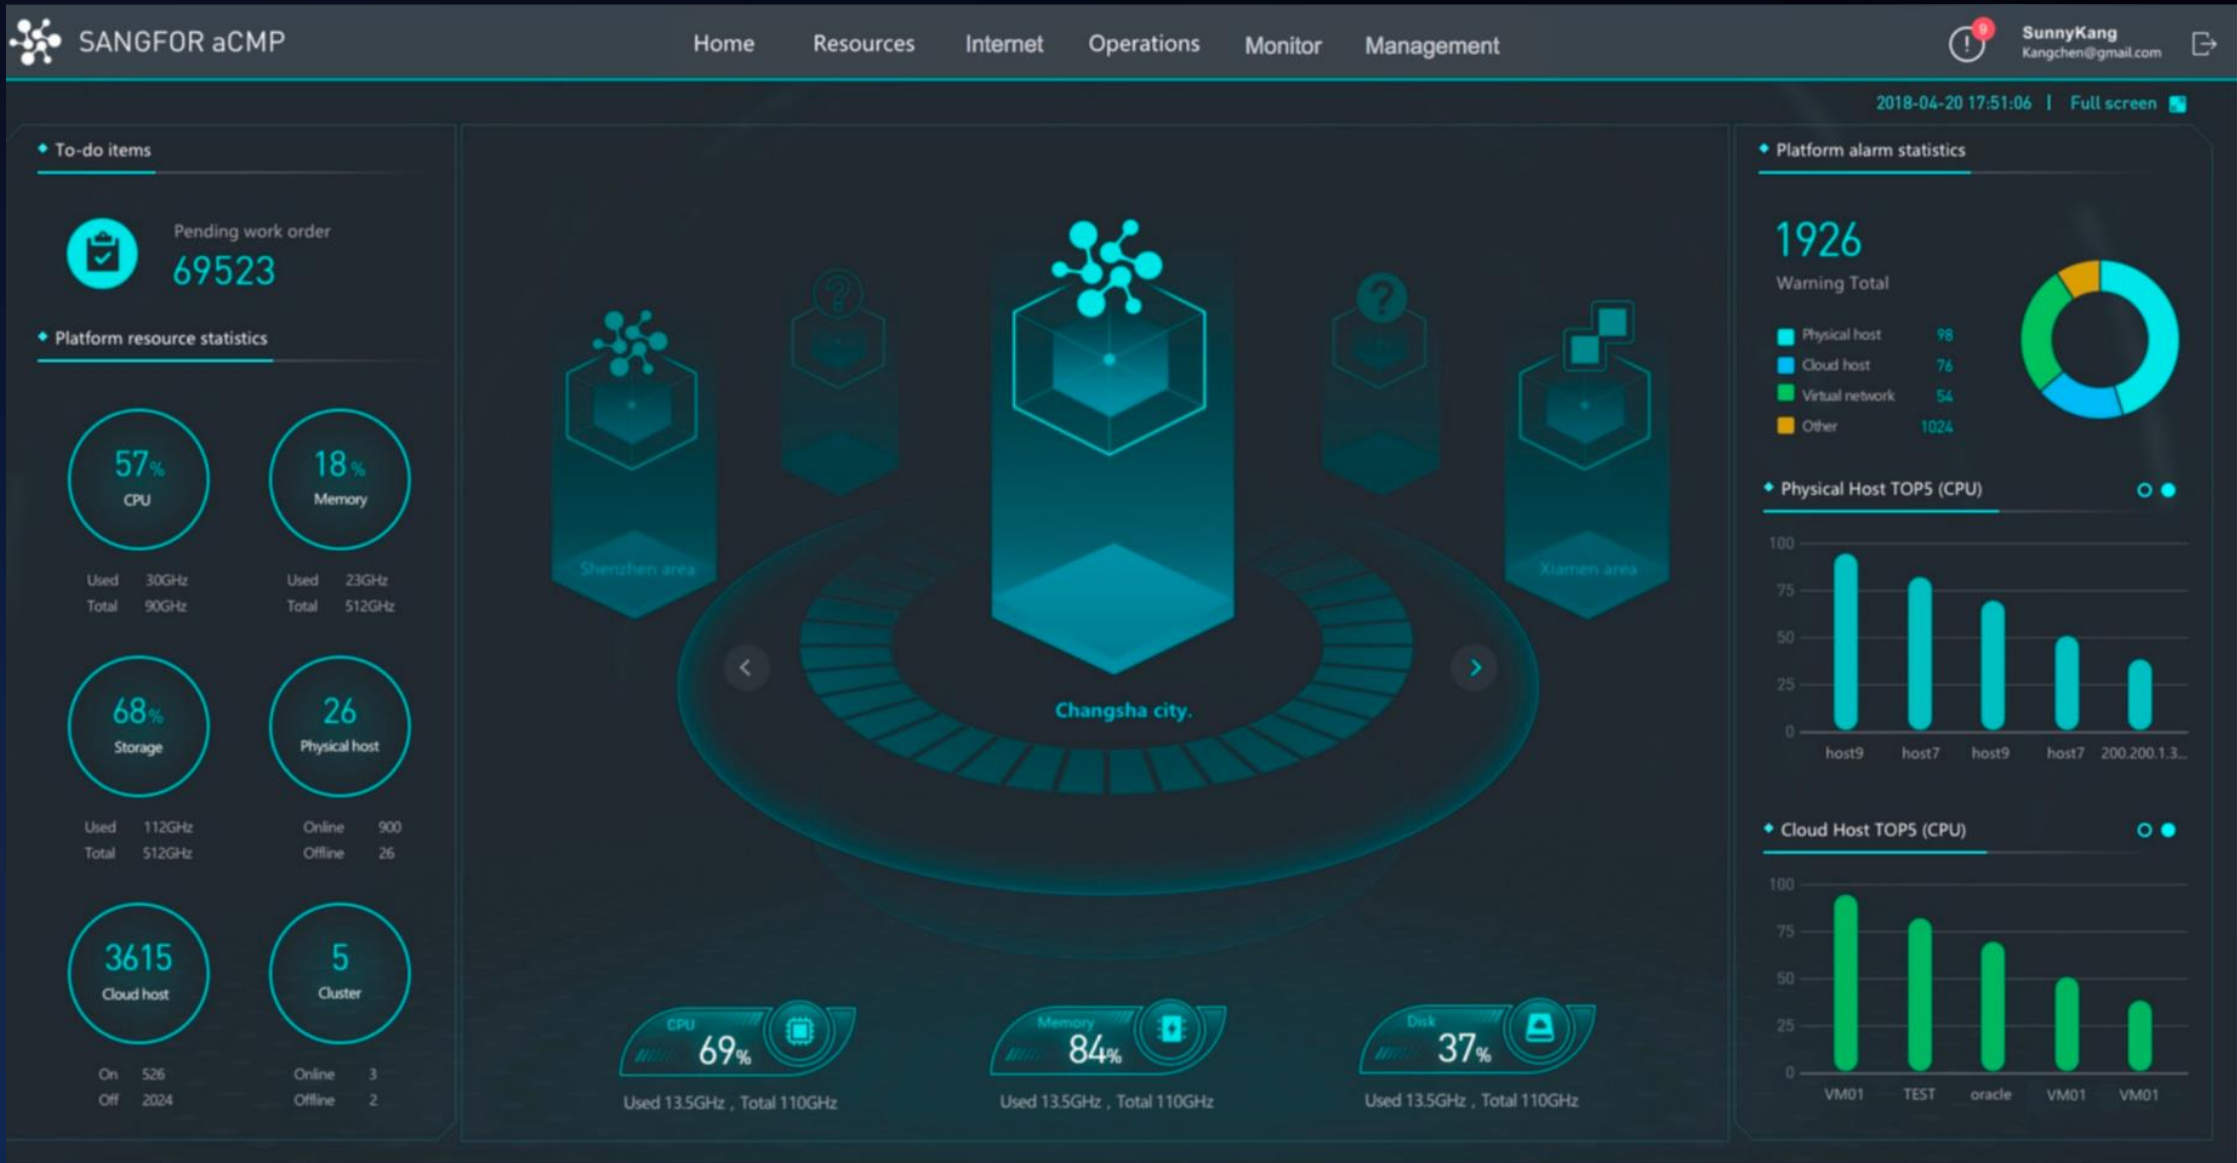 SANGFOR aCMP
Home Resources Internet Operations Monitor Management
9
SunnyKang
Kangchen@gmail.com
2018-04-20 17:51:06 | Full screen
To-do items
Pending work order
69523
Platform resource statistics
57%
CPU
Used 30GHz
Total 90GHz
18%
Memory
Used 23GHz
Total 512GHz
68%
Storage
Used 112GHz
Total 512GHz
26
Physical host
Online 900
Offline 26
3615
Cloud host
On 526
Off 2024
5
Cluster
Online 3
Offline 2
Shenzhen area
?
?
Xiamen area
Changsha city.
CPU
69%
Used 13.5GHz , Total 110GHz
Memory
84%
Used 13.5GHz , Total 110GHz
Disk
37%
Used 13.5GHz , Total 110GHz
Platform alarm statistics
1926
Warning Total
Physical host 98
Cloud host 76
Virtual network 54
Other 1024
Physical Host TOP5 (CPU)
100
75
50
25
0
host9 host7 host9 host7 200.200.1.3...
Cloud Host TOP5 (CPU)
100
75
50
25
0
VM01 TEST oracle VM01 VM01